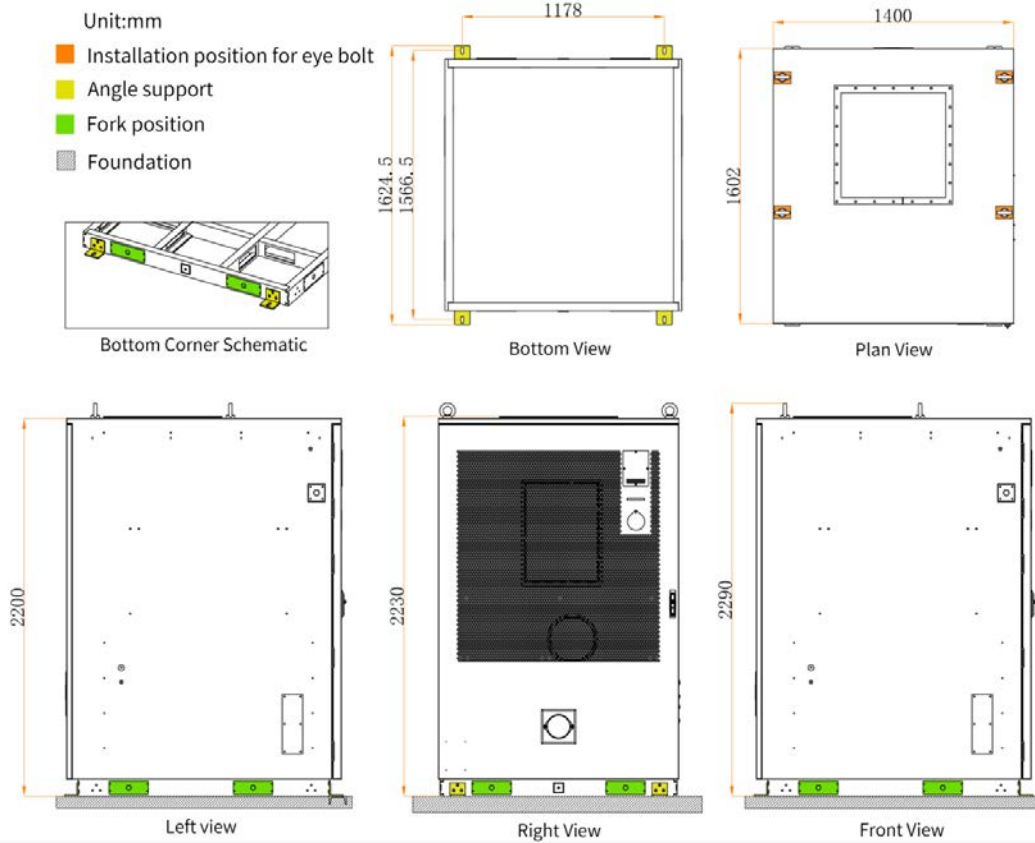 Unit:mm
Installation position for eye bolt
Angle support
Fork position
Foundation
Bottom Corner Schematic
1178
1624.5
1566.5
Bottom View
1400
1602
Plan View
2200
Left view
2230
Right View
2290
Front View